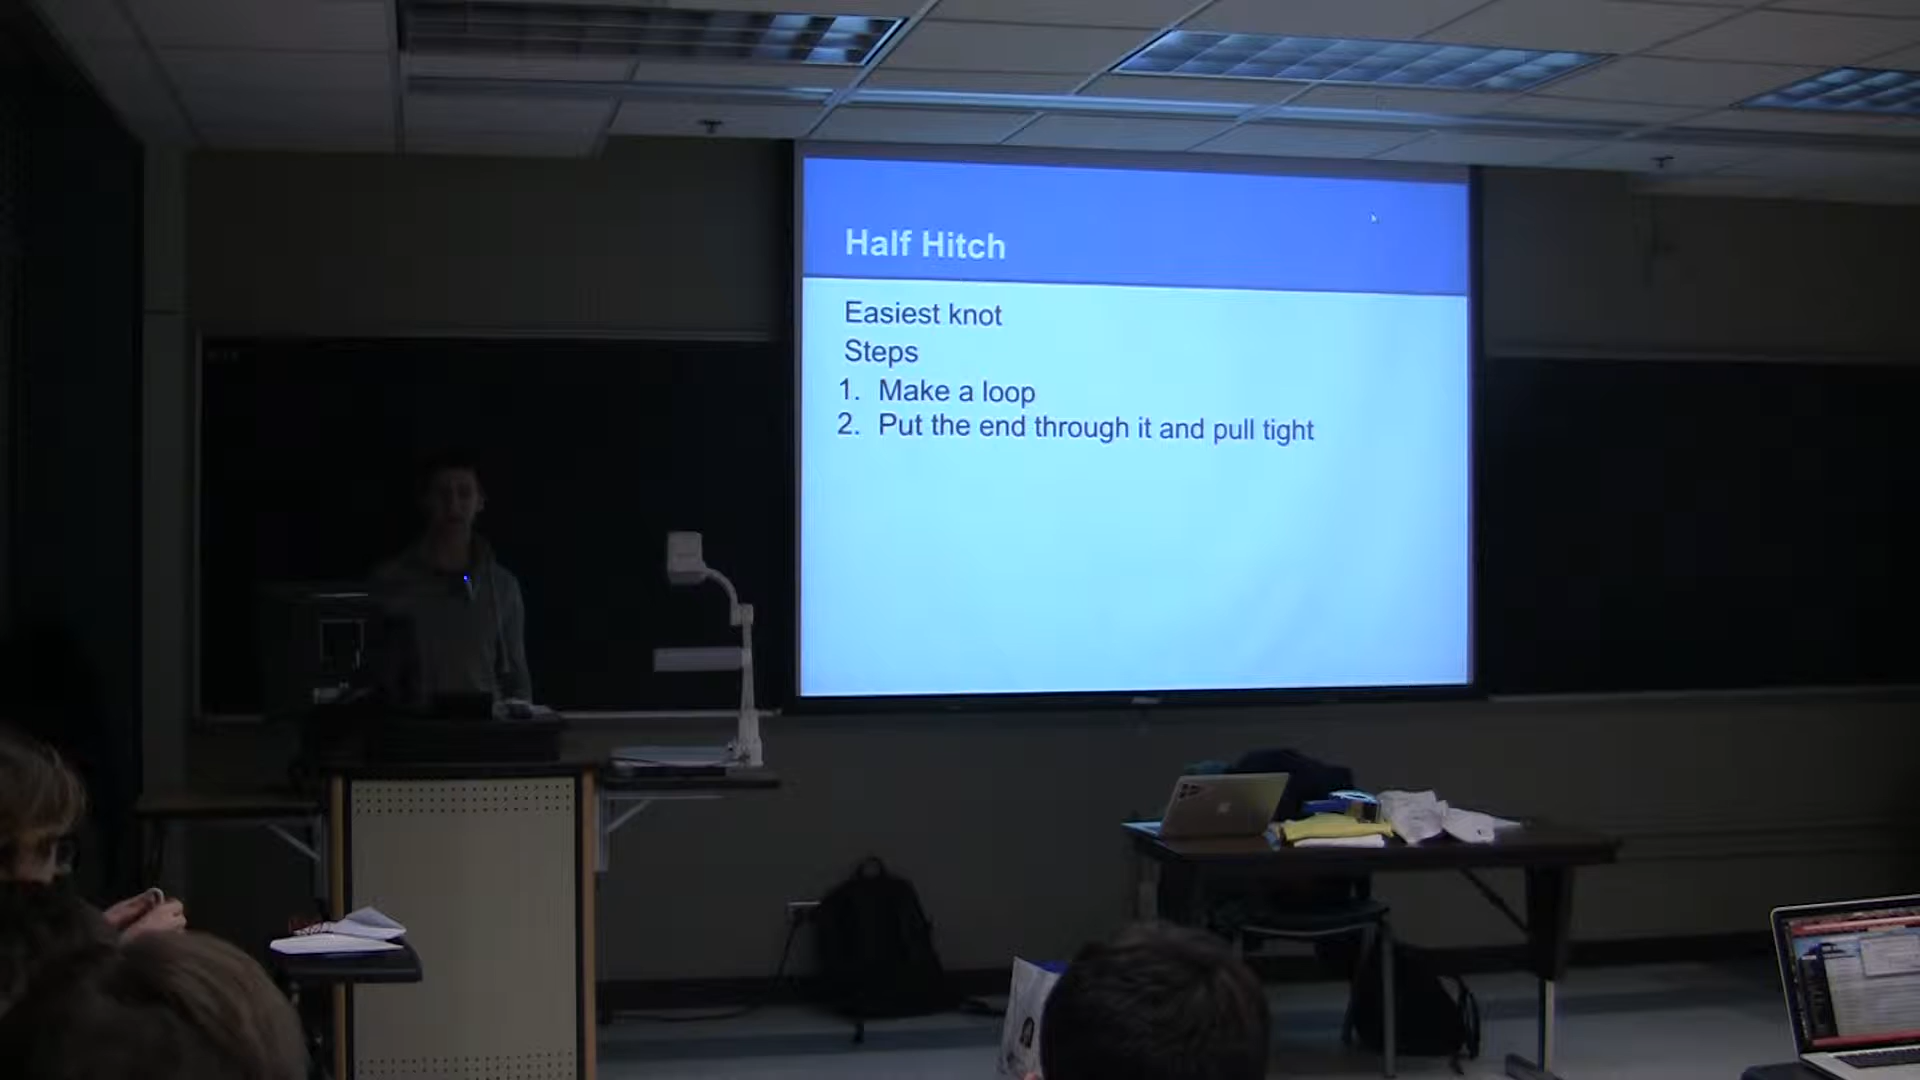 Half Hitch
Easiest knot
Steps
1. Make a loop
2. Put the end through it and pull tight